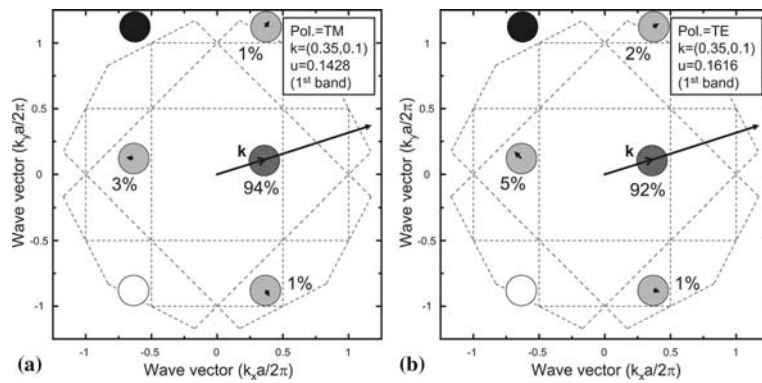 Pol.=TM
k=(0.35,0.1)
u=0.1428
(1st band)
1%
k
94%
3%
1%
1
0.5
0
-0.5
-1
-1
-0.5
0
0.5
1
Wave vector (kya/2π)
Wave vector (kxa/2π)
(a)
Pol.=TE
k=(0.35,0.1)
u=0.1616
(1st band)
2%
k
92%
5%
1%
1
0.5
0
-0.5
-1
-1
-0.5
0
0.5
1
Wave vector (kya/2π)
Wave vector (kxa/2π)
(b)